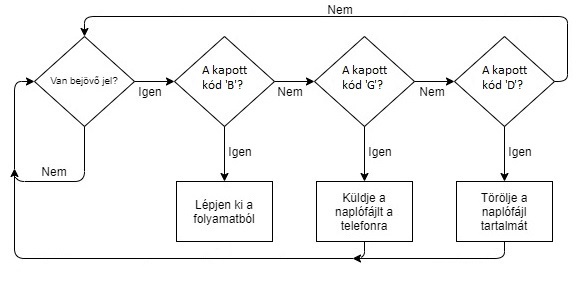 Nem
Van bejövő jel?
Igen
A kapott
kód 'B'?
Nem
A kapott
kód 'G'?
Nem
A kapott
kód 'D'?
Nem
Igen
Igen
Igen
Lépjen ki a
folyamatból
Küldje a
naplófájlt a
telefonra
Törölje a
naplófájl
tartalmát